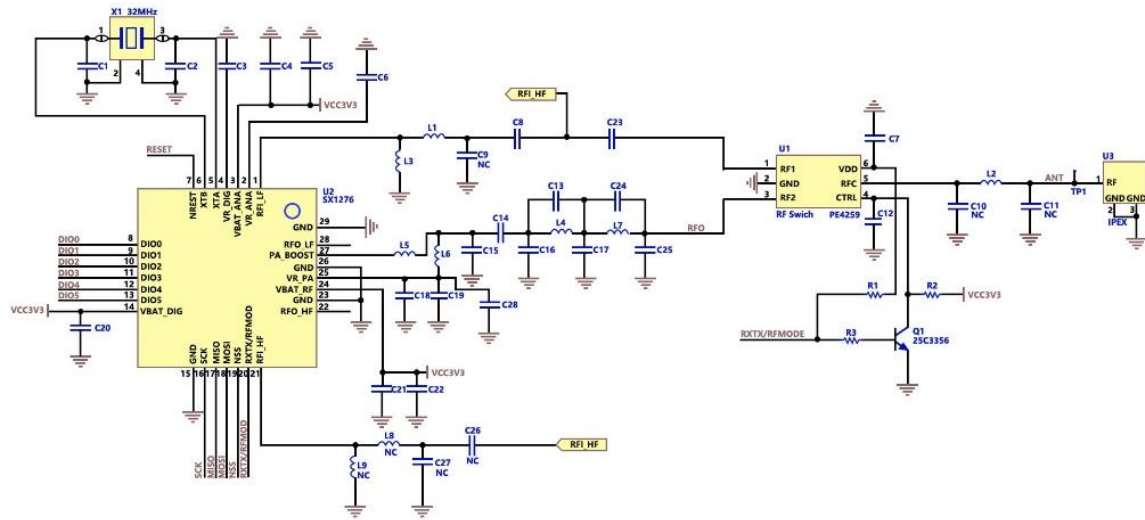 X1 32MHz
1
3
C1
2
4
C2
C3
C4
C5
C6
VCC3V3
RFI_HF
L1
C8
C23
L3
C9
NC
RESET
7
6
5
4
3
2
1
NREST
XTB
XTA
VR_DIG
VBAT_ANA
VR_ANA
RFI_LF
U2
SX1276
U1
C7
1
RF1
VDD
6
2
GND
RFC
5
3
RF2
CTRL
4
RF Swich
PE4259
C12
L2
C10
NC
C11
NC
ANT
TP1
U3
1
RF
GND GND
2
3
IPEX
C13
C24
C14
L4
L7
RFO
L5
L6
C15
C16
C17
C25
GND
29
RFO_LF
28
PA_BOOST
27
GND
26
VR_PA
25
VBAT_RF
24
GND
23
RFO_HF
22
DIO0
8
DIO0
DIO1
9
DIO1
DIO2
10
DIO2
DIO3
11
DIO3
DIO4
12
DIO4
DIO5
13
DIO5
VCC3V3
14
VBAT_DIG
C20
C18
C19
C28
R1
R2
VCC3V3
RXTX/RFMODE
R3
Q1
2SC3356
GND
SCK
MISO
MOSI
NSS
RXTX/RFMOD
RFI_HF
15
16
17
18
19
20
21
VCC3V3
C21
C22
SCK
MISO
MOSI
NSS
RXTX/RFMOD
L8
NC
C26
NC
RFI_HF
L9
NC
C27
NC